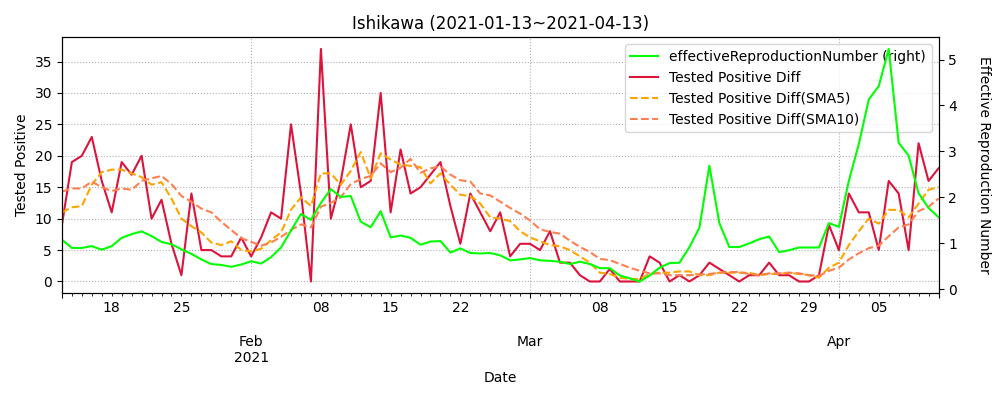 Ishikawa (2021-01-13~2021-04-13)
effectiveReproductionNumber (right)
Tested Positive Diff
Tested Positive Diff(SMA5)
Tested Positive Diff(SMA10)
Tested Positive
35
30
25
20
15
10
5
0
Effective Reproduction Number
5
4
3
2
1
0
18 25 08 15 22 08 15 22 29 05
Feb Mar Apr
2021
Date